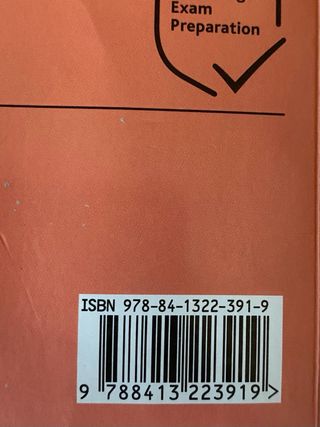 Exam
Preparation
ISBN 978-84-1322-391-9
9 788413 223919 >